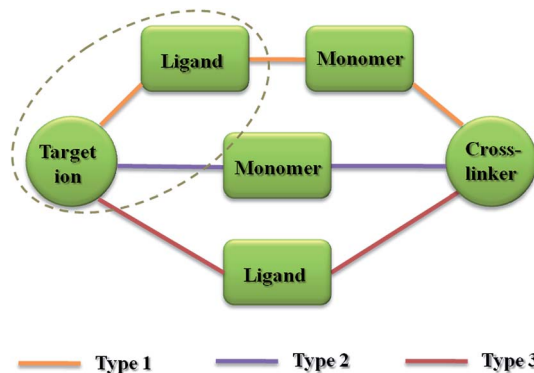 Ligand
Monomer
Target
ion
Monomer
Cross-
linker
Ligand
Type 1
Type 2
Type 3